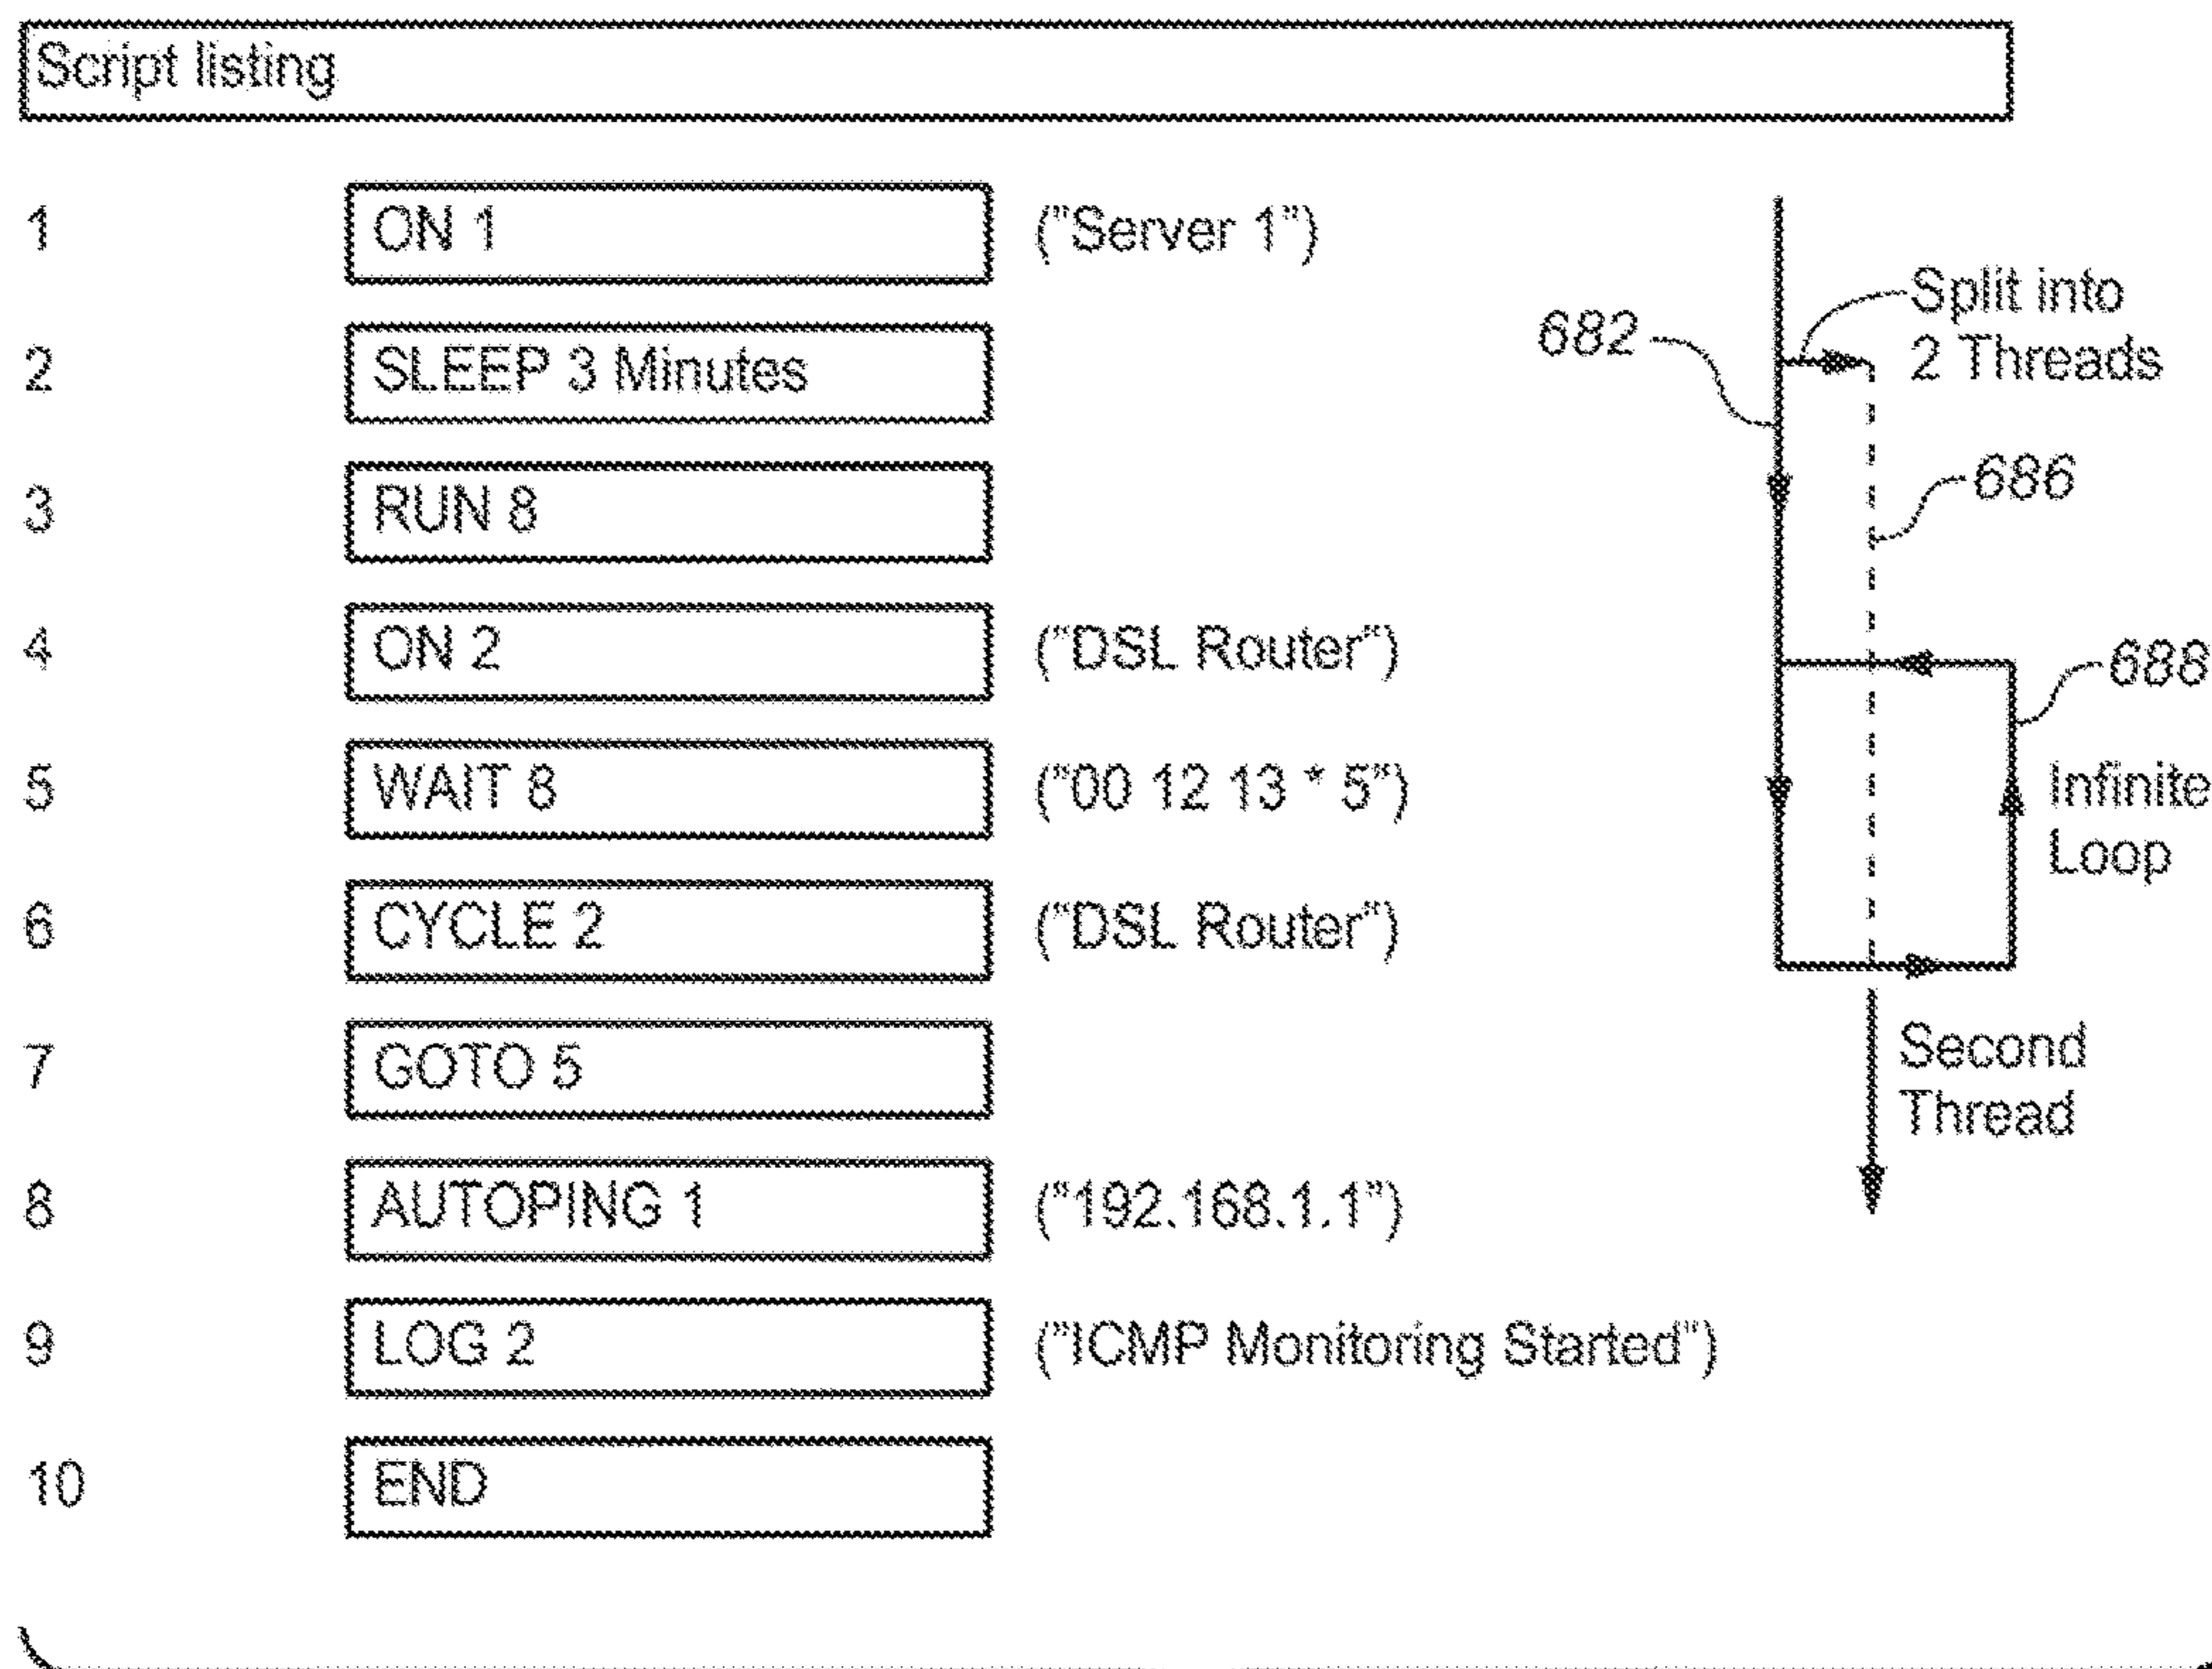 Script listing
1 ON 1 ("Server 1")
Split into
2 Threads
682
2 SLEEP 3 Minutes
686
3 RUN 8
4 ON 2 ("DSL Router")
688
5 WAIT 8 ("00 12 13 * 5")
Infinite
Loop
6 CYCLE 2 ("DSL Router")
7 GOTO 5
Second
Thread
8 AUTOPING 1 ("192.168.1.1")
9 LOG 2 ("ICMP Monitoring Started")
10 END